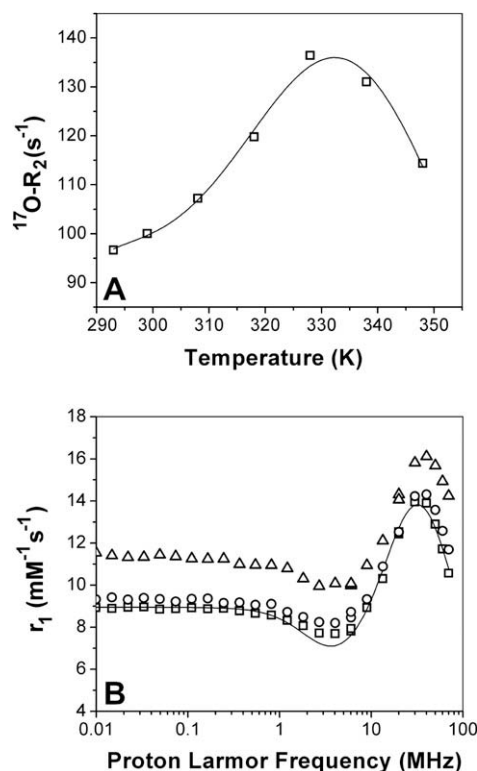 140
130
120
110
100
90
¹⁷O-R₂(s⁻¹)
A
290 300 310 320 330 340 350
Temperature (K)
18
16
14
12
10
8
6
4
r₁ (mM⁻¹s⁻¹)
B
0.01 0.1 1 10 100
Proton Larmor Frequency (MHz)